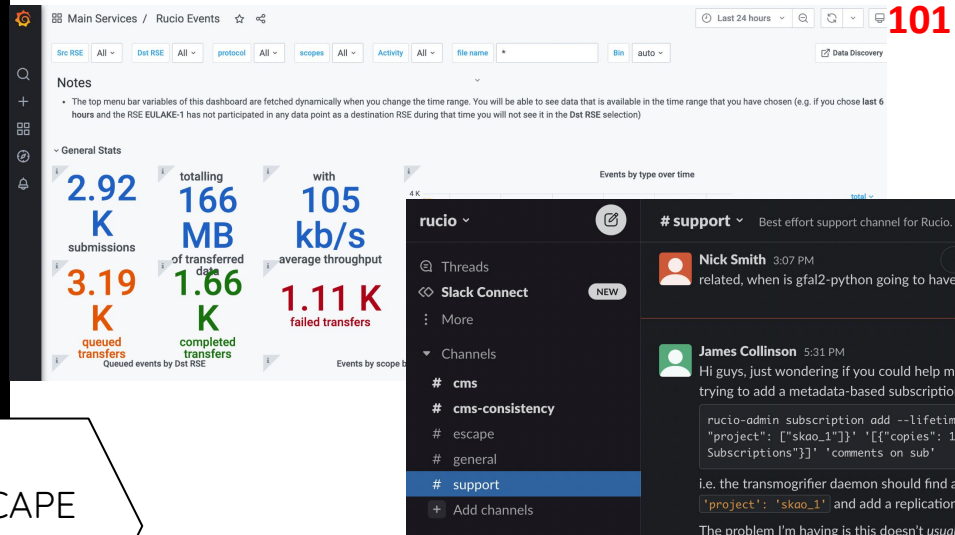 Main Services / Rucio Events
Last 24 hours
101
Src RSE All Dst RSE All protocol All scopes All Activity All file name * Bin auto Data Discovery
Notes
• The top menu bar variables of this dashboard are fetched dynamically when you change the time range. You will be able to see data that is available in the time range that you have chosen (e.g. if you chose last 6
hours and the RSE EULAKE-1 has not participated in any data point as a destination RSE during that time you will not see it in the Dst RSE selection)
General Stats
2.92
K
submissions
totalling
166
MB
of transferred
data
with
105
kb/s
average throughput
Events by type over time
4 K
total
3.19
K
queued
transfers
1.66
K
completed
transfers
1.11 K
failed transfers
Queued events by Dst RSE
Events by scope b
rucio
Threads
Slack Connect NEW
More
Channels
# cms
# cms-consistency
# escape
# general
# support
+ Add channels
# support Best effort support channel for Rucio.
Nick Smith 3:07 PM
related, when is gfal2-python going to have
James Collinson 5:31 PM
Hi guys, just wondering if you could help m
trying to add a metadata-based subscriptio
rucio-admin subscription add --lifetim
"project": ["skao_1"]}' '[{"copies": 1
Subscriptions"}]' 'comments on sub'
i.e. the transmogrifier daemon should find a
'project': 'skao_1' and add a replication
The problem I'm having is this doesn't usua
CAPE